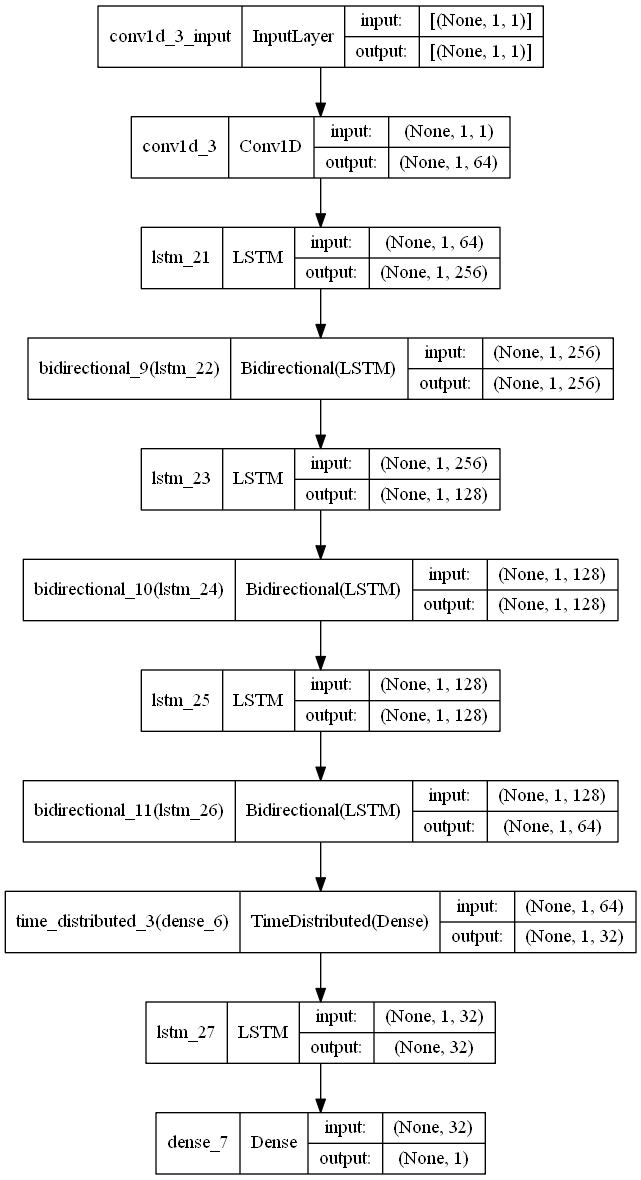 conv1d_3_input InputLayer input: [(None, 1, 1)]
output: [(None, 1, 1)]
conv1d_3 Conv1D input: (None, 1, 1)
output: (None, 1, 64)
lstm_21 LSTM input: (None, 1, 64)
output: (None, 1, 256)
bidirectional_9(lstm_22) Bidirectional(LSTM) input: (None, 1, 256)
output: (None, 1, 256)
lstm_23 LSTM input: (None, 1, 256)
output: (None, 1, 128)
bidirectional_10(lstm_24) Bidirectional(LSTM) input: (None, 1, 128)
output: (None, 1, 128)
lstm_25 LSTM input: (None, 1, 128)
output: (None, 1, 128)
bidirectional_11(lstm_26) Bidirectional(LSTM) input: (None, 1, 128)
output: (None, 1, 64)
time_distributed_3(dense_6) TimeDistributed(Dense) input: (None, 1, 64)
output: (None, 1, 32)
lstm_27 LSTM input: (None, 1, 32)
output: (None, 32)
dense_7 Dense input: (None, 32)
output: (None, 1)